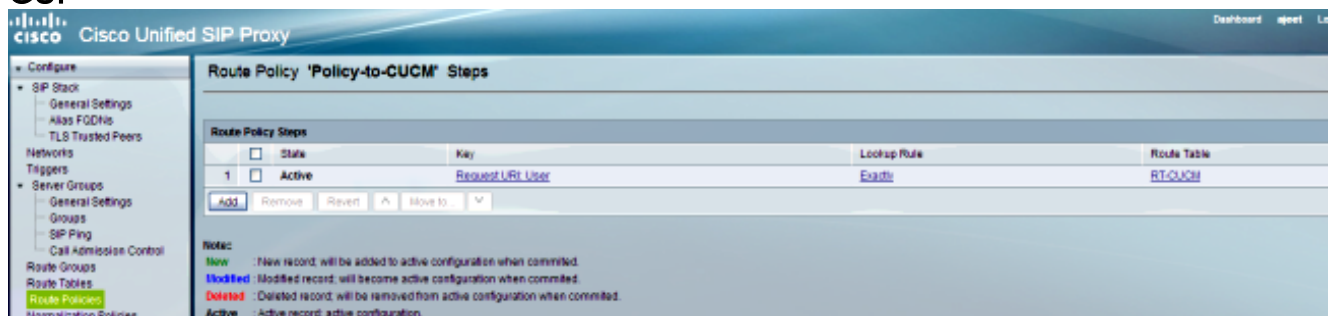 cisco Cisco Unified SIP Proxy
Dashboard ajeet
Configure
SIP Stack
General Settings
Alias FQDNs
TLS Trusted Peers
Networks
Triggers
Server Groups
General Settings
Groups
SIP Ping
Call Admission Control
Route Groups
Route Tables
Route Policies
Normalization Policies
Route Policy 'Policy-to-CUCM' Steps
Route Policy Steps
State Key Lookup Rule Route Table
1 Active Request URI: User Exactly RT-CUCM
Add Remove Revert Move to...
Note:
New : New record; will be added to active configuration when commited.
Modified : Modified record; will become active configuration when commited.
Deleted : Deleted record; will be removed from active configuration when commited.
Active : Active record; active configuration.